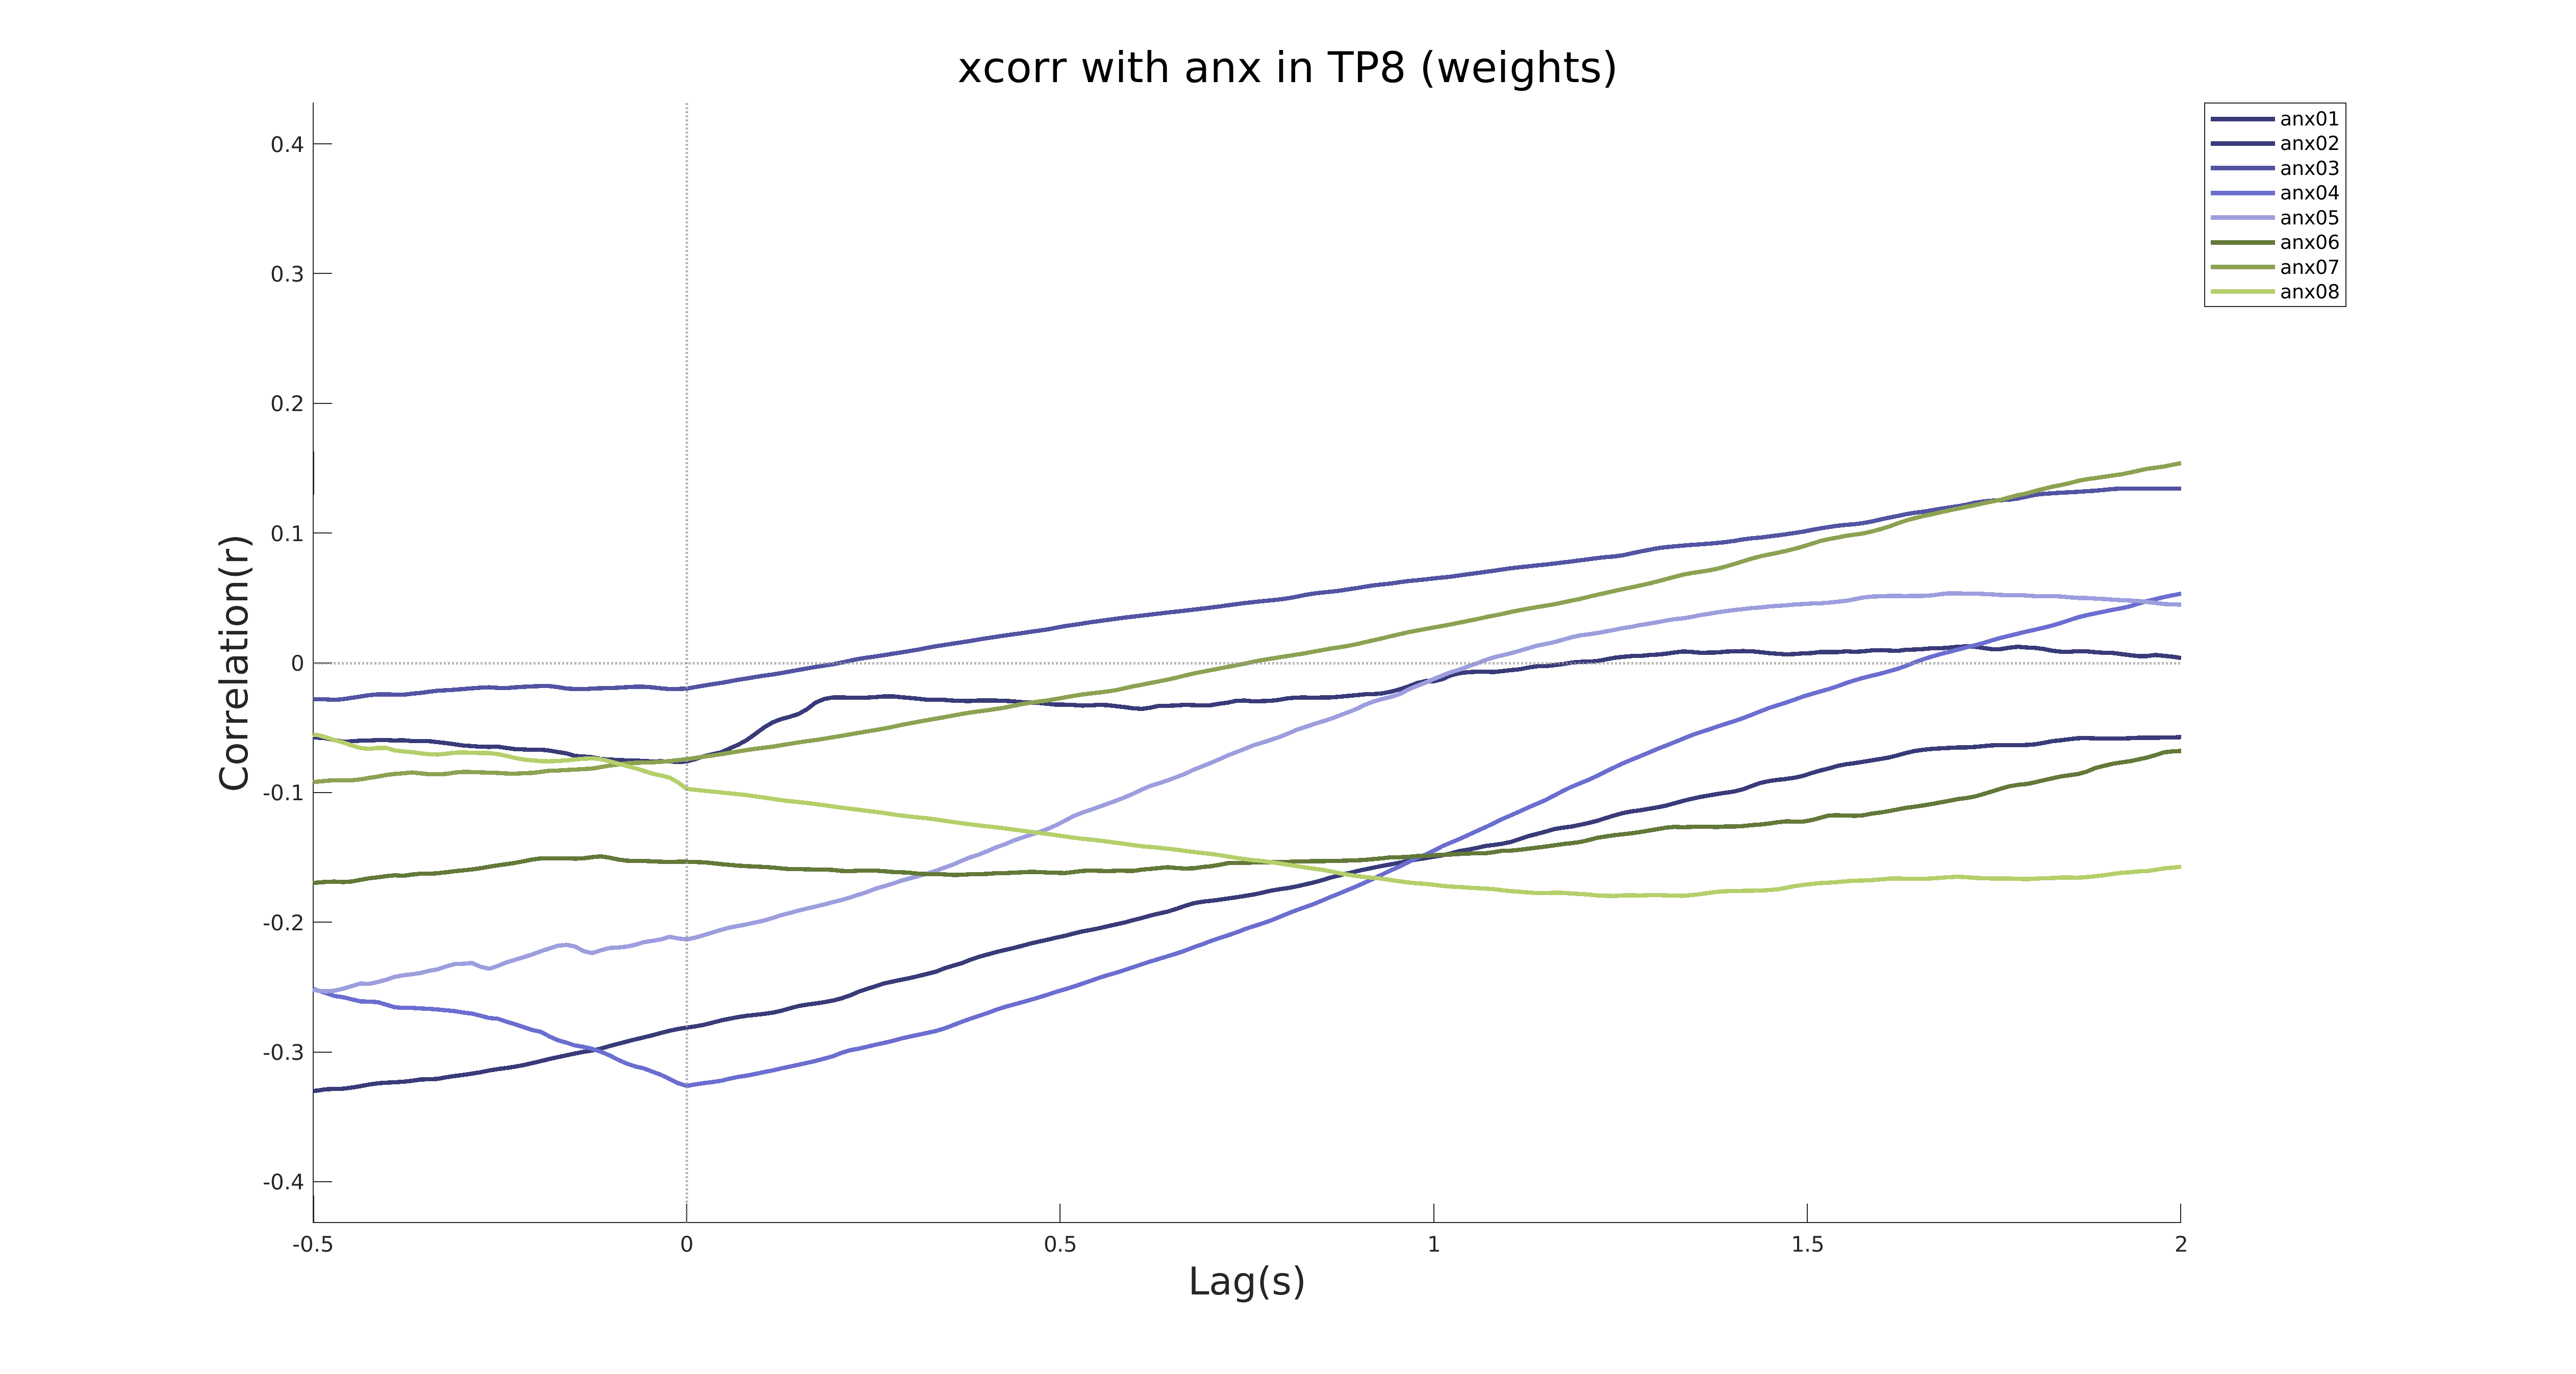 xcorr with anx in TP8 (weights)
anx01
anx02
anx03
anx04
anx05
anx06
anx07
anx08
0.4
0.3
0.2
0.1
0
-0.1
-0.2
-0.3
-0.4
Correlation(r)
-0.5
0
0.5
1
1.5
2
Lag(s)